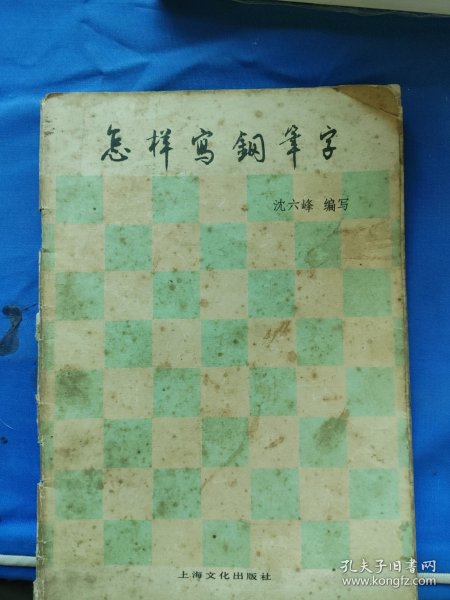 怎样写钢笔字
沈六峰 编写
上海文化出版社
孔夫子旧书网
www.kongfz.com